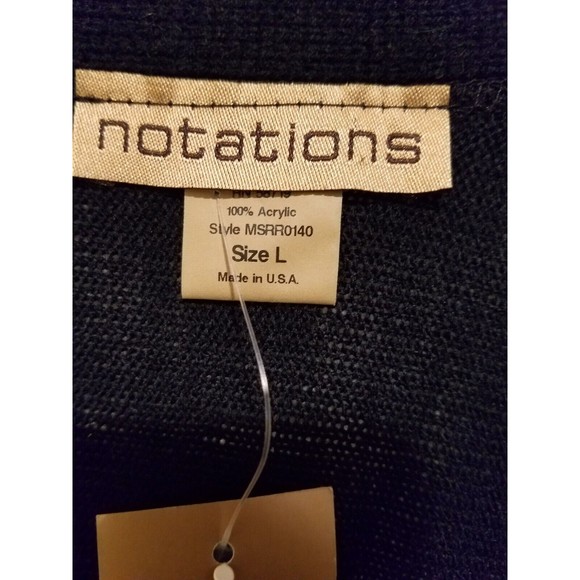 notations
100% Acrylic
Style MSRR0140
Size L
Made in U.S.A.